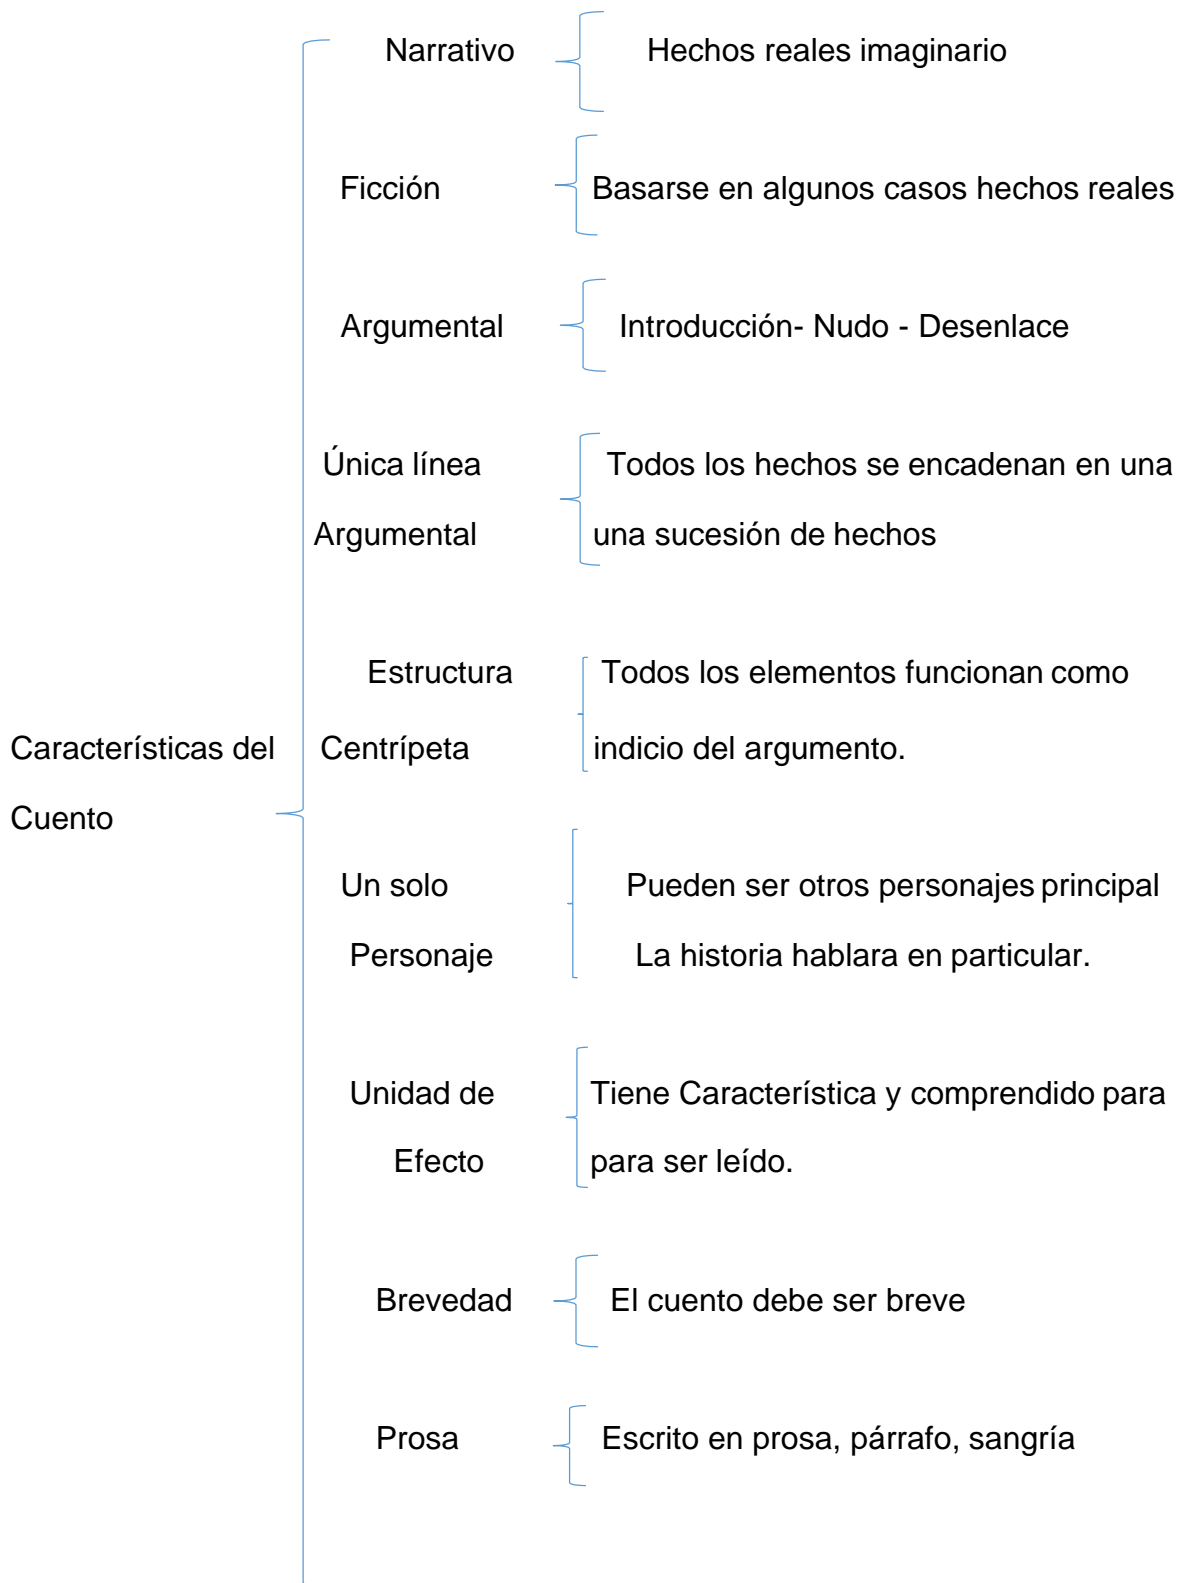 Narrativo Hechos reales imaginario
Ficción Basarse en algunos casos hechos reales
Argumental Introducción- Nudo - Desenlace
Única línea Todos los hechos se encadenan en una
Argumental una sucesión de hechos
Estructura Todos los elementos funcionan como
Características del Centrípeta indicio del argumento.
Cuento
Un solo Pueden ser otros personajes principal
Personaje La historia hablara en particular.
Unidad de Tiene Característica y comprendido para
Efecto para ser leído.
Brevedad El cuento debe ser breve
Prosa Escrito en prosa, párrafo, sangría